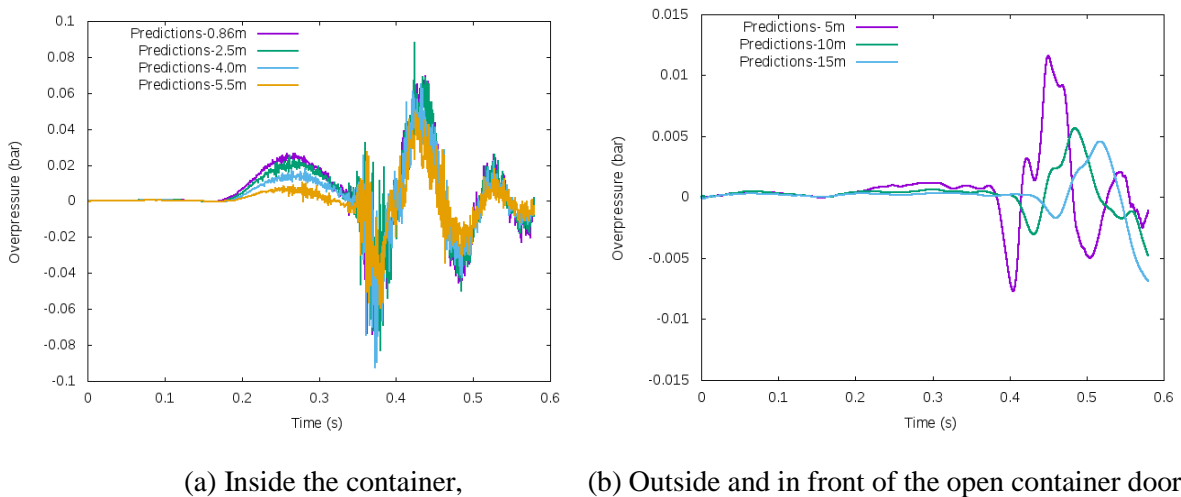 Predictions-0.86m
Predictions-2.5m
Predictions-4.0m
Predictions-5.5m
Overpressure (bar)
0.1
0.08
0.06
0.04
0.02
0
-0.02
-0.04
-0.06
-0.08
-0.1
0 0.1 0.2 0.3 0.4 0.5 0.6
Time (s)
(a) Inside the container,
Predictions- 5m
Predictions-10m
Predictions-15m
Overpressure (bar)
0.015
0.01
0.005
0
-0.005
-0.01
-0.015
0 0.1 0.2 0.3 0.4 0.5 0.6
Time (s)
(b) Outside and in front of the open container door